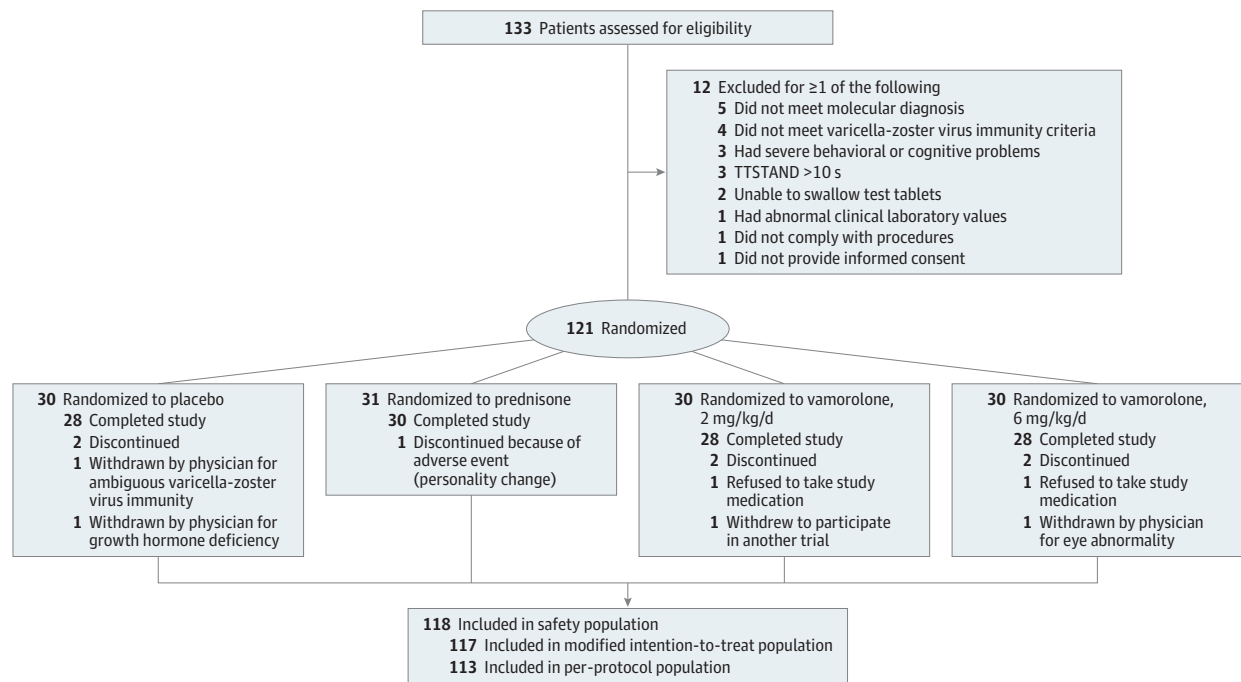 133 Patients assessed for eligibility
12 Excluded for ≥1 of the following
5 Did not meet molecular diagnosis
4 Did not meet varicella-zoster virus immunity criteria
3 Had severe behavioral or cognitive problems
3 TTSTAND >10 s
2 Unable to swallow test tablets
1 Had abnormal clinical laboratory values
1 Did not comply with procedures
1 Did not provide informed consent
121 Randomized
30 Randomized to placebo
28 Completed study
2 Discontinued
1 Withdrawn by physician for
ambiguous varicella-zoster
virus immunity
1 Withdrawn by physician for
growth hormone deficiency
31 Randomized to prednisone
30 Completed study
1 Discontinued because of
adverse event
(personality change)
30 Randomized to vamorolone,
2 mg/kg/d
28 Completed study
2 Discontinued
1 Refused to take study
medication
1 Withdrew to participate
in another trial
30 Randomized to vamorolone,
6 mg/kg/d
28 Completed study
2 Discontinued
1 Refused to take study
medication
1 Withdrawn by physician
for eye abnormality
118 Included in safety population
117 Included in modified intention-to-treat population
113 Included in per-protocol population